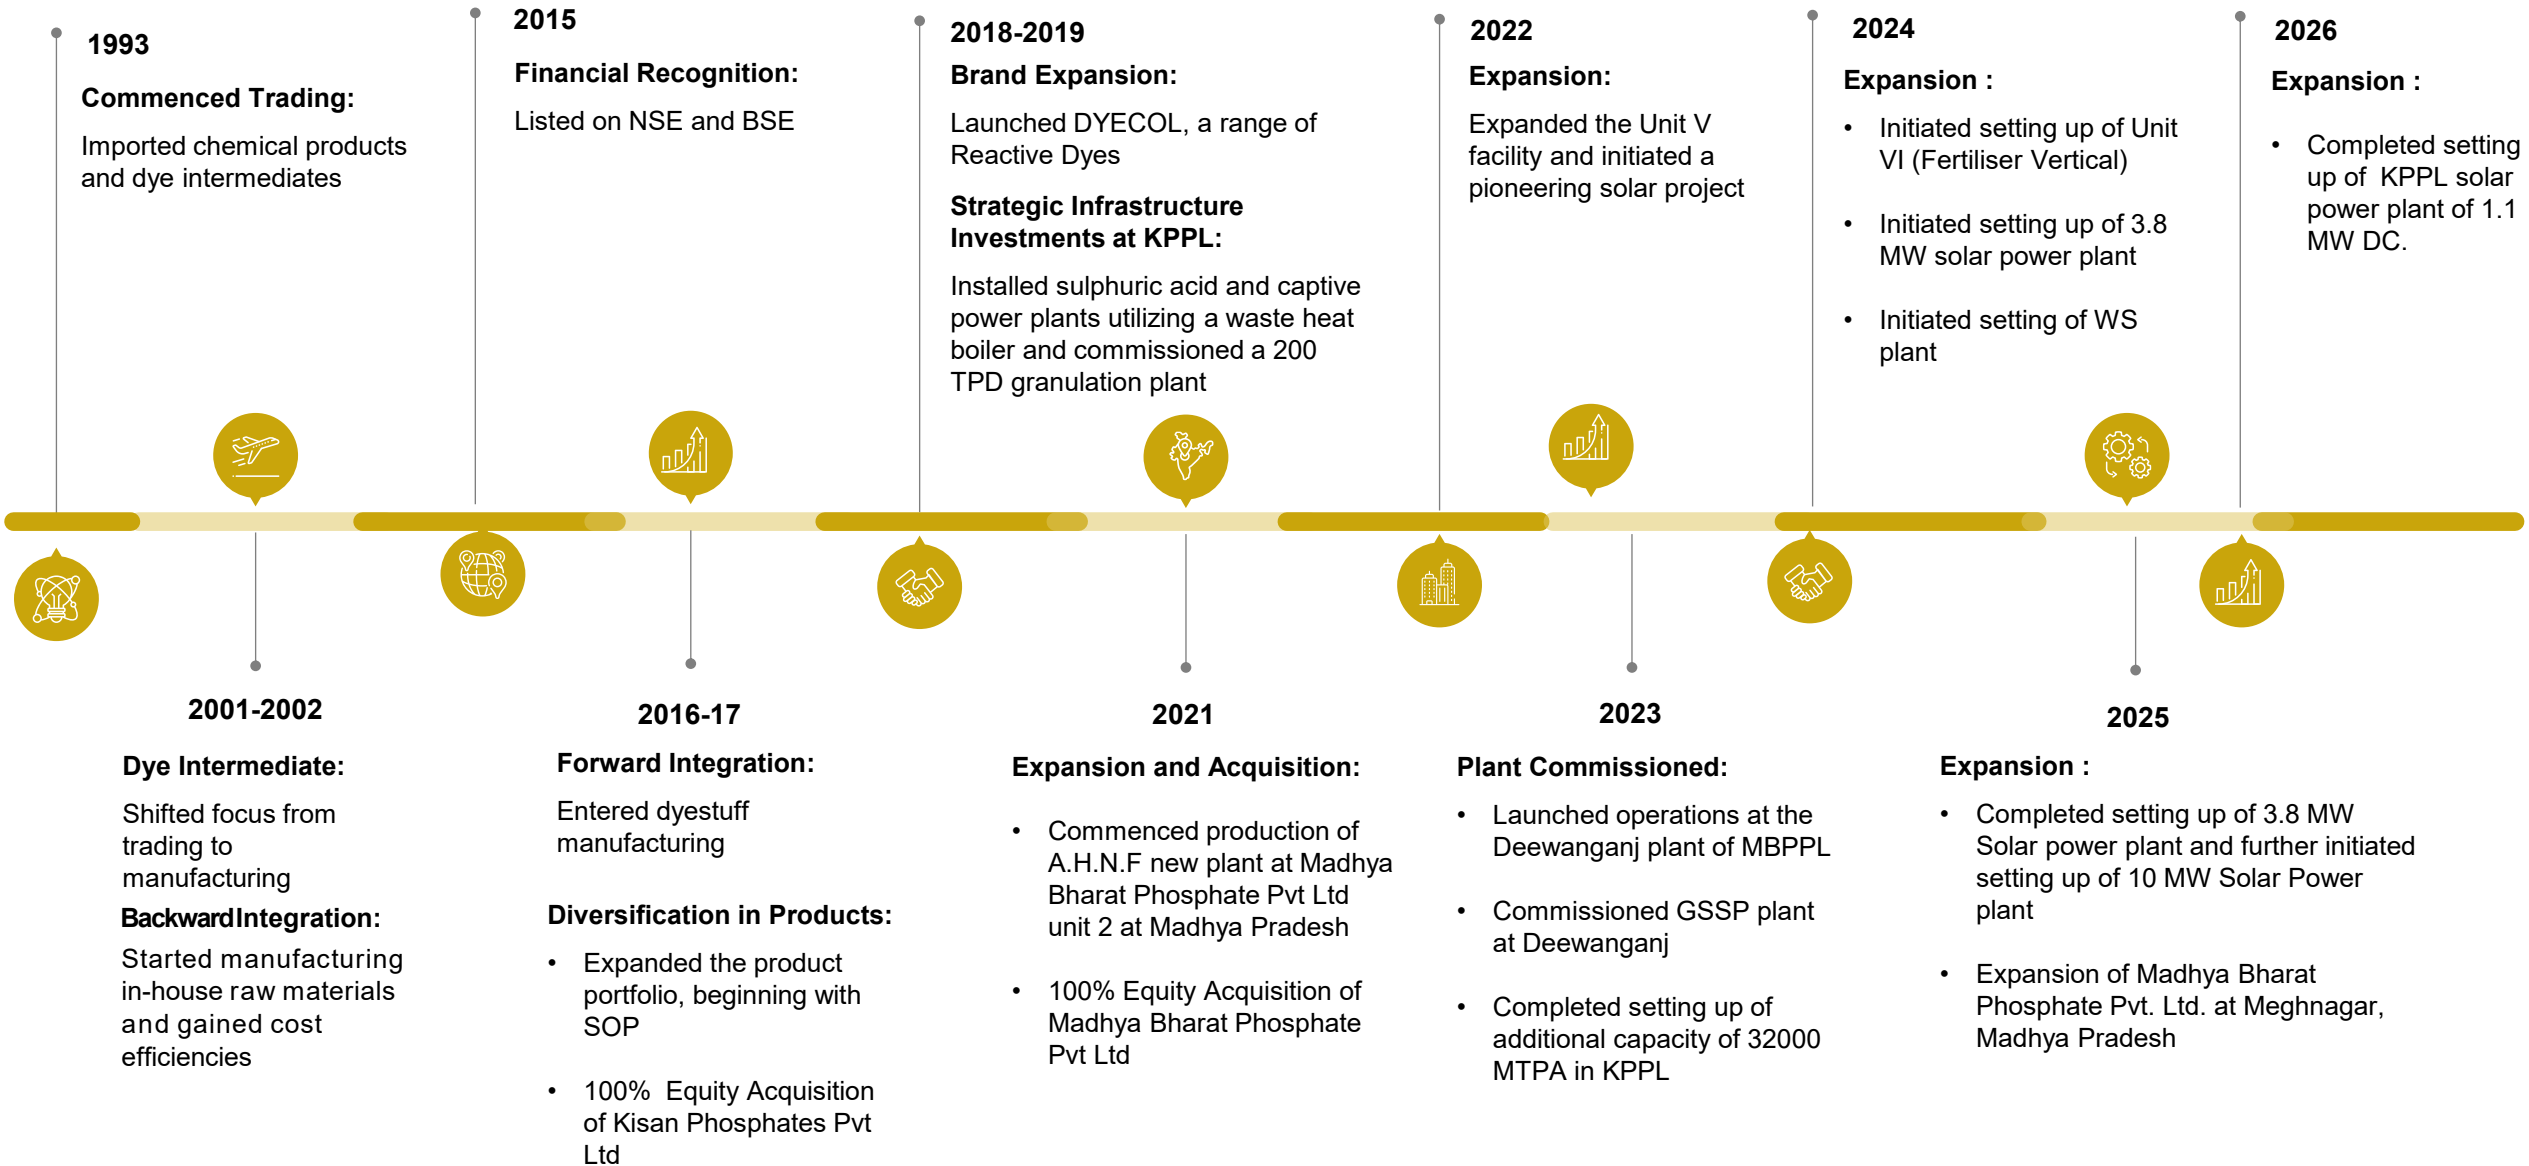 1993
Commenced Trading:
Imported chemical products
and dye intermediates
2015
Financial Recognition:
Listed on NSE and BSE
2018-2019
Brand Expansion:
Launched DYECOL, a range of
Reactive Dyes
Strategic Infrastructure
Investments at KPPL:
Installed sulphuric acid and captive
power plants utilizing a waste heat
boiler and commissioned a 200
TPD granulation plant
2022
Expansion:
Expanded the Unit V
facility and initiated a
pioneering solar project
2024
Expansion :
• Initiated setting up of Unit
VI (Fertiliser Vertical)
• Initiated setting up of 3.8
MW solar power plant
• Initiated setting of WS
plant
2026
Expansion :
• Completed setting
up of KPPL solar
power plant of 1.1
MW DC.
2001-2002
Dye Intermediate:
Shifted focus from
trading to
manufacturing
Backward Integration:
Started manufacturing
in-house raw materials
and gained cost
efficiencies
2016-17
Forward Integration:
Entered dyestuff
manufacturing
Diversification in Products:
• Expanded the product
portfolio, beginning with
SOP
• 100% Equity Acquisition
of Kisan Phosphates Pvt
Ltd
2021
Expansion and Acquisition:
• Commenced production of
A.H.N.F new plant at Madhya
Bharat Phosphate Pvt Ltd
unit 2 at Madhya Pradesh
• 100% Equity Acquisition of
Madhya Bharat Phosphate
Pvt Ltd
2023
Plant Commissioned:
• Launched operations at the
Deewanganj plant of MBPPL
• Commissioned GSSP plant
at Deewanganj
• Completed setting up of
additional capacity of 32000
MTPA in KPPL
2025
Expansion :
• Completed setting up of 3.8 MW
Solar power plant and further initiated
setting up of 10 MW Solar Power
plant
• Expansion of Madhya Bharat
Phosphate Pvt. Ltd. at Meghnagar,
Madhya Pradesh